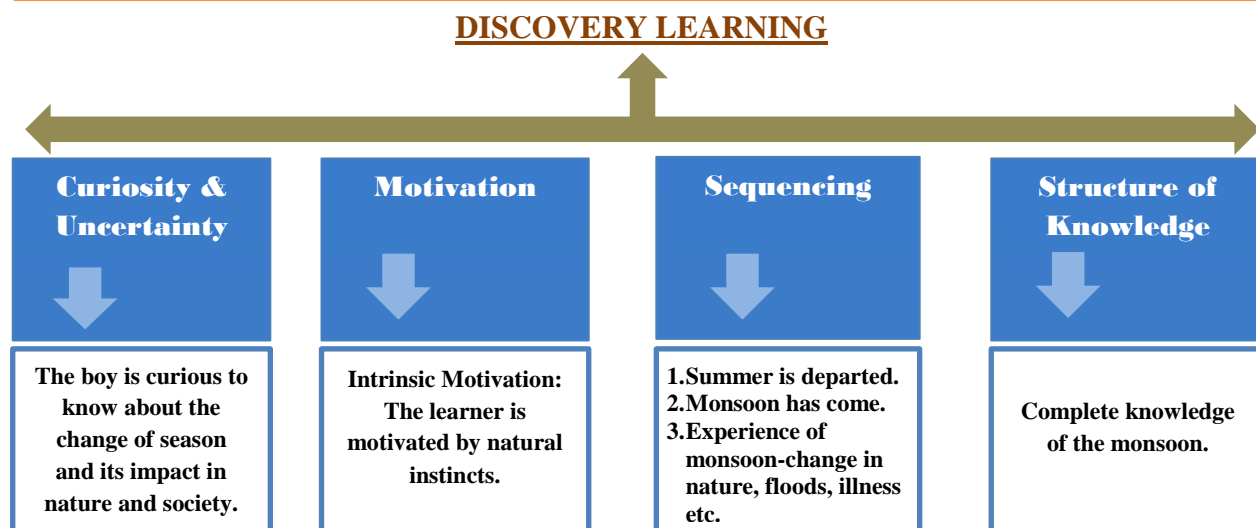 DISCOVERY LEARNING
Curiosity &
Uncertainty
The boy is curious to
know about the
change of season
and its impact in
nature and society.
Motivation
Intrinsic Motivation:
The learner is
motivated by natural
instincts.
Sequencing
1.Summer is departed.
2.Monsoon has come.
3.Experience of
monsoon-change in
nature, floods, illness
etc.
Structure of
Knowledge
Complete knowledge
of the monsoon.